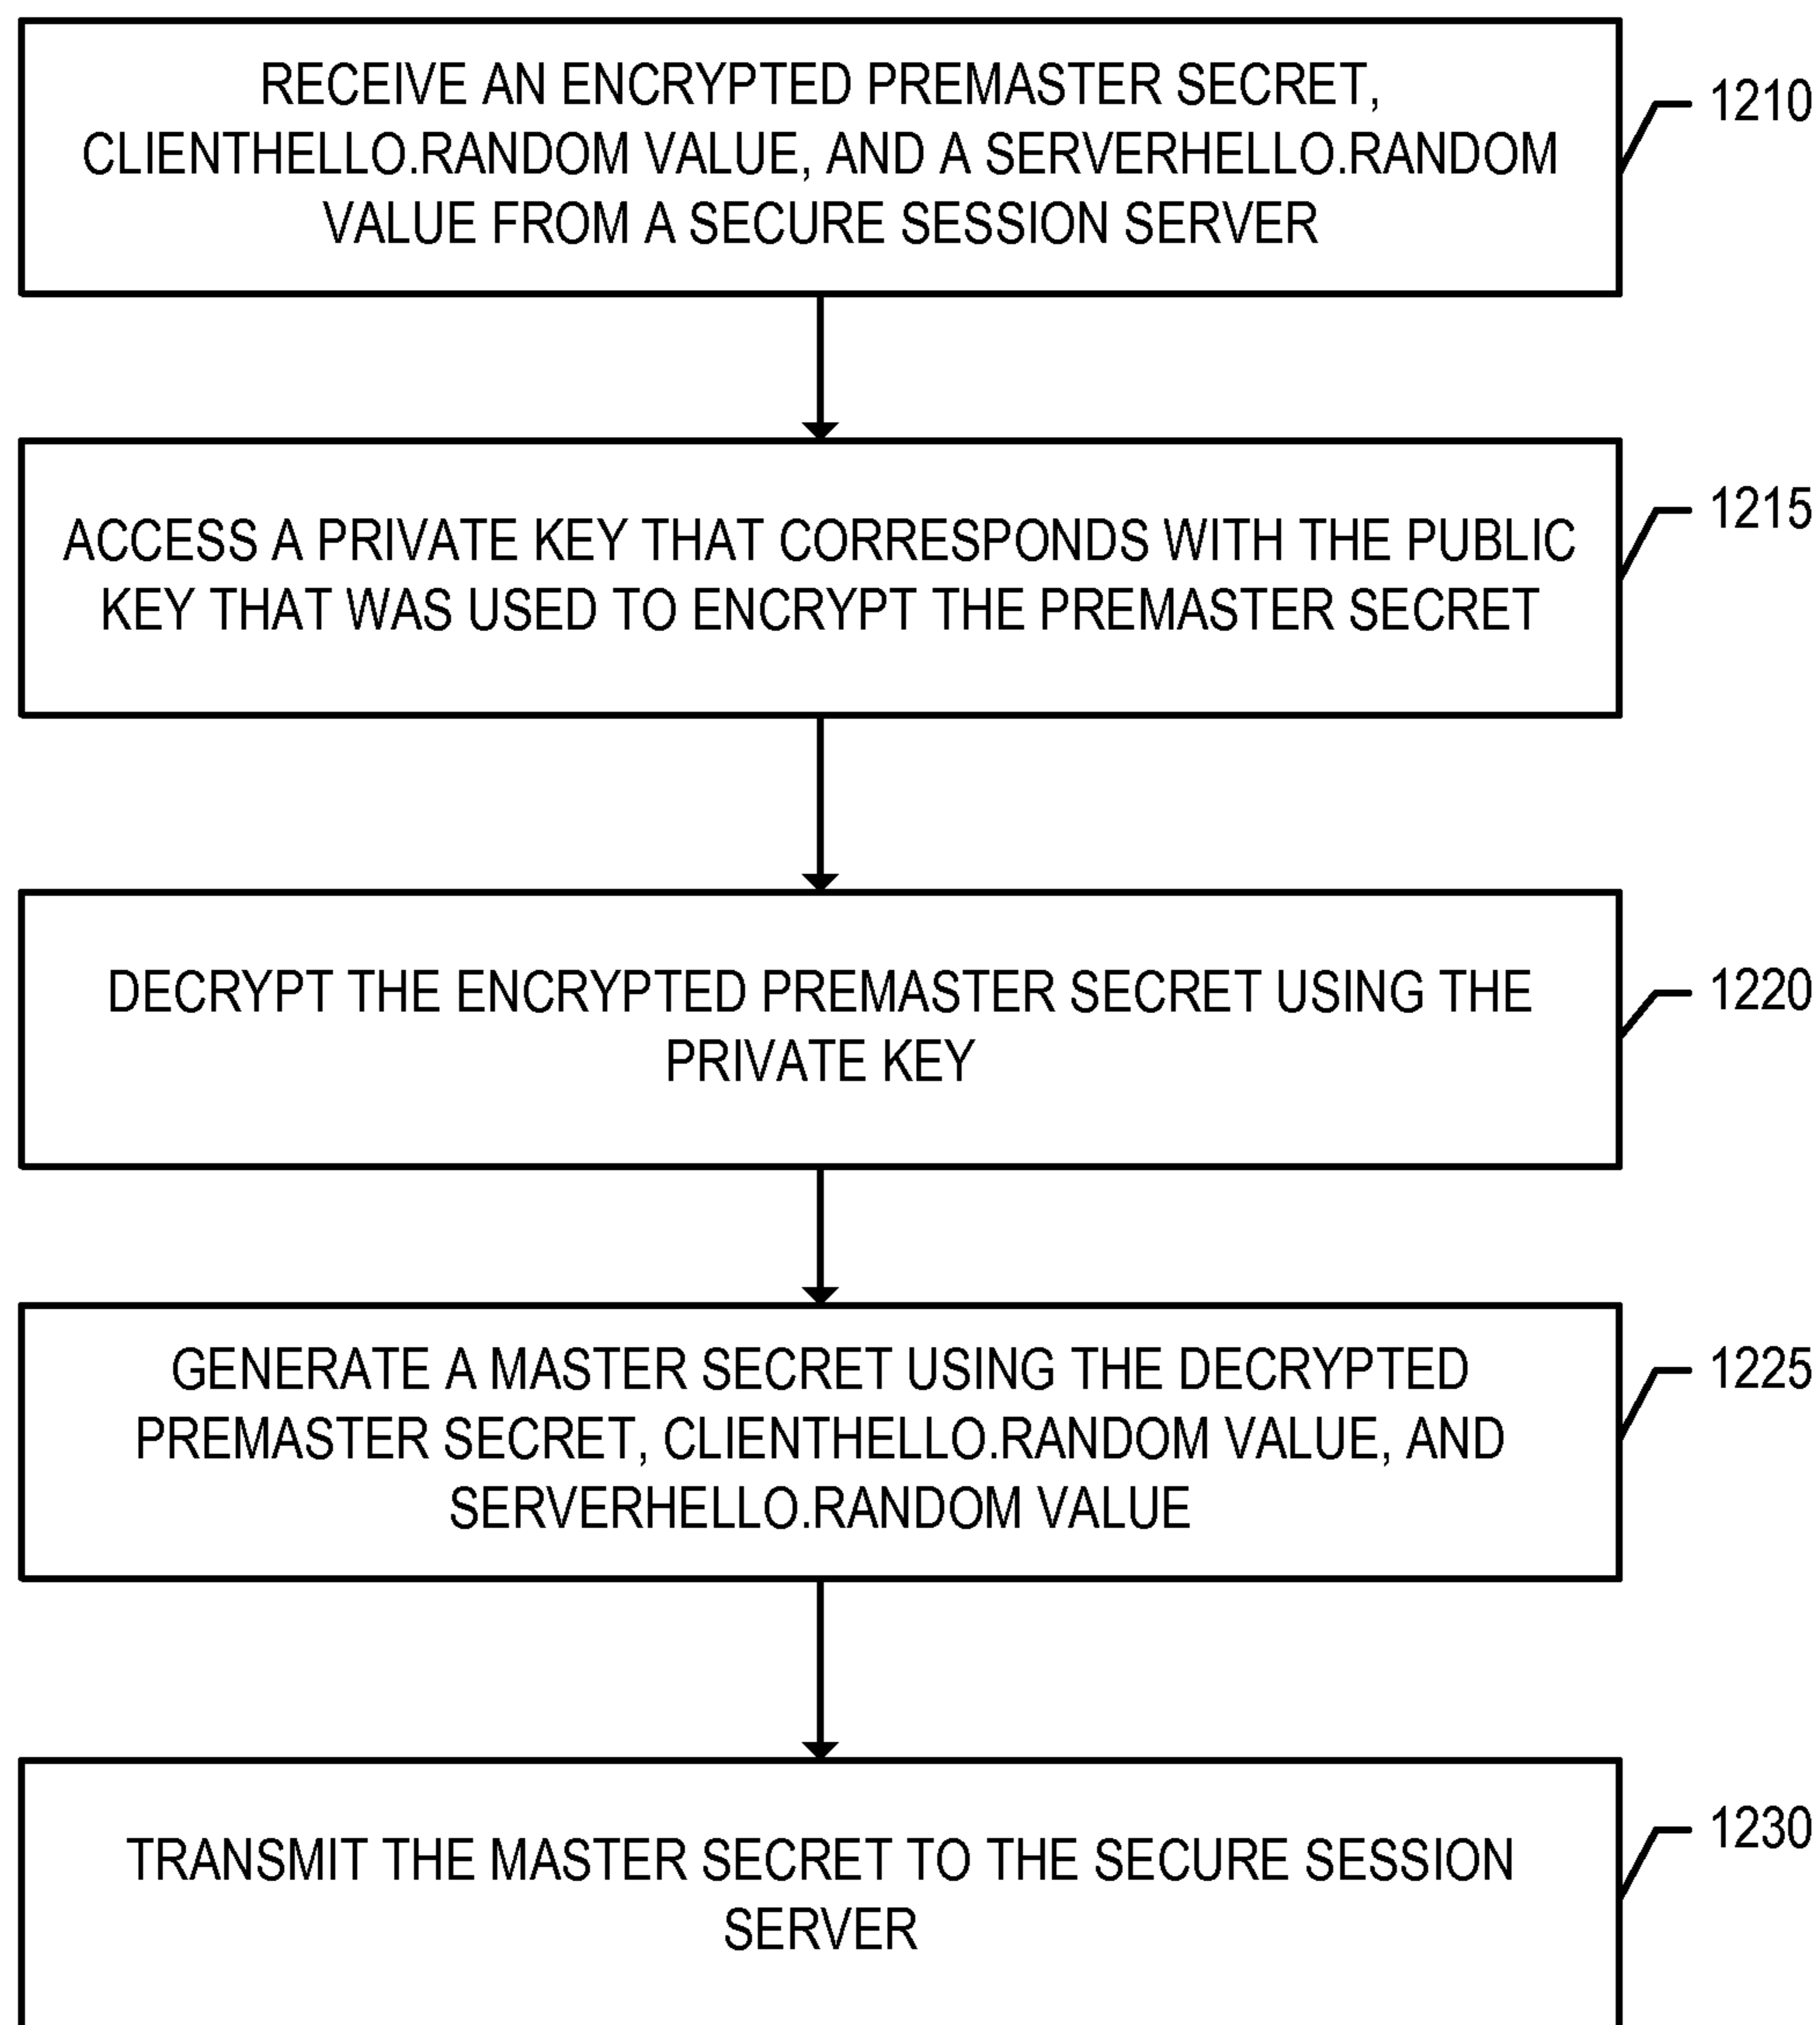 RECEIVE AN ENCRYPTED PREMASTER SECRET,
CLIENTHELLO.RANDOM VALUE, AND A SERVERHELLO.RANDOM
VALUE FROM A SECURE SESSION SERVER
1210
ACCESS A PRIVATE KEY THAT CORRESPONDS WITH THE PUBLIC
KEY THAT WAS USED TO ENCRYPT THE PREMASTER SECRET
1215
DECRYPT THE ENCRYPTED PREMASTER SECRET USING THE
PRIVATE KEY
1220
GENERATE A MASTER SECRET USING THE DECRYPTED
PREMASTER SECRET, CLIENTHELLO.RANDOM VALUE, AND
SERVERHELLO.RANDOM VALUE
1225
TRANSMIT THE MASTER SECRET TO THE SECURE SESSION
SERVER
1230